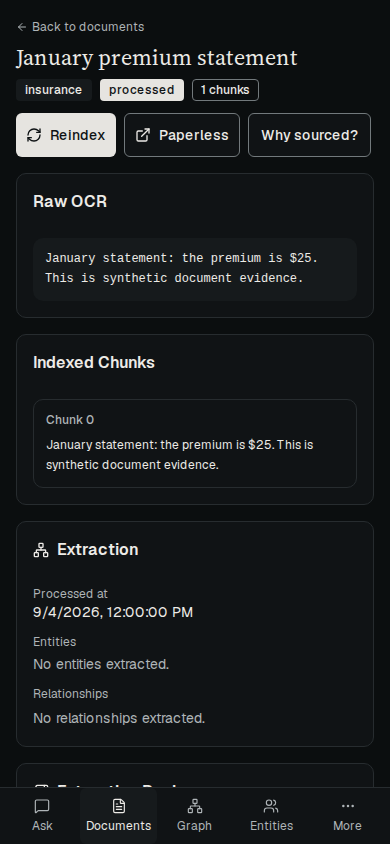 Back to documents
January premium statement
insurance processed 1 chunks
Reindex Paperless Why sourced?
Raw OCR
January statement: the premium is $25.
This is synthetic document evidence.
Indexed Chunks
Chunk 0
January statement: the premium is $25. This is
synthetic document evidence.
Extraction
Processed at
9/4/2026, 12:00:00 PM
Entities
No entities extracted.
Relationships
No relationships extracted.
Ask Documents Graph Entities More